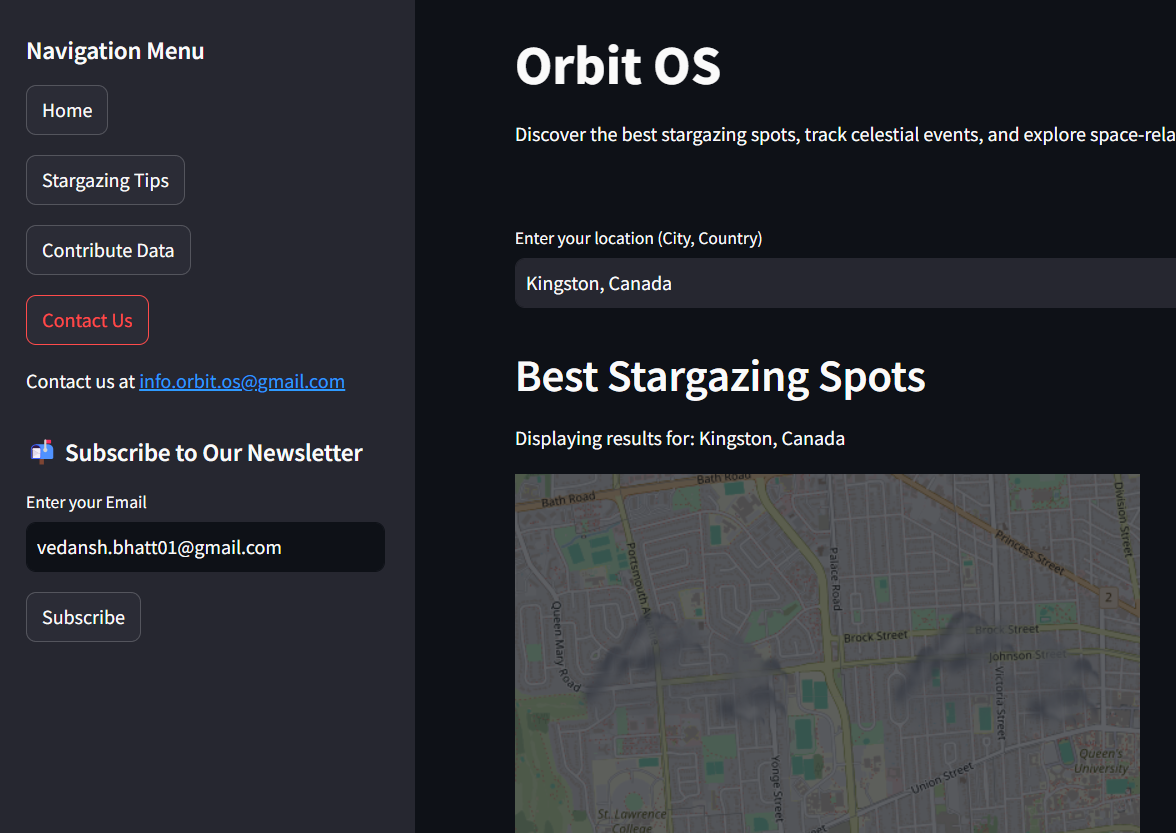 Navigation Menu
Home
Stargazing Tips
Contribute Data
Contact Us
Contact us at info.orbit.os@gmail.com
Subscribe to Our Newsletter
Enter your Email
vedansh.bhatt01@gmail.com
Subscribe
Orbit OS
Discover the best stargazing spots, track celestial events, and explore space-rela
Enter your location (City, Country)
Kingston, Canada
Best Stargazing Spots
Displaying results for: Kingston, Canada
Bath Road
Bath Road
Division Street
Princess Street
Portsmouth A
Palace Road
2
Queen Mary Road
Brock Street
Brock Street
Johnson Street
Victoria Street
Queen's
University
Union Street
Yonge Street
St. Lawrence
College